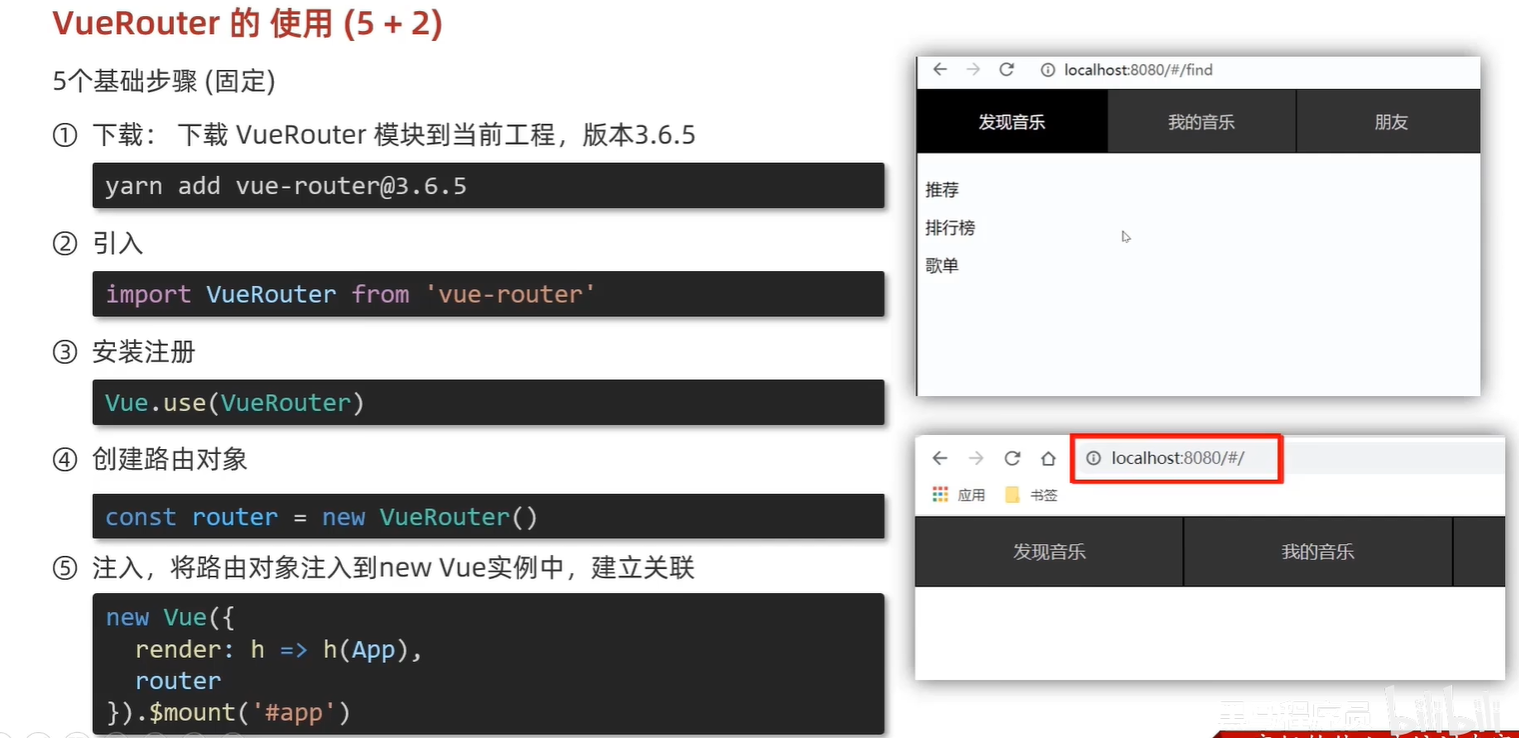 VueRouter 的 使用 (5 + 2)
5个基础步骤 (固定)
① 下载： 下载 VueRouter 模块到当前工程，版本3.6.5
yarn add vue-router@3.6.5
② 引入
import VueRouter from 'vue-router'
③ 安装注册
Vue.use(VueRouter)
④ 创建路由对象
const router = new VueRouter()
⑤ 注入，将路由对象注入到new Vue实例中，建立关联
new Vue({
render: h => h(App),
router
}).$mount('#app')
localhost:8080/#/find
发现音乐 我的音乐 朋友
推荐
排行榜
歌单
localhost:8080/#/
应用 书签
发现音乐 我的音乐
黑马程序员 bilibili